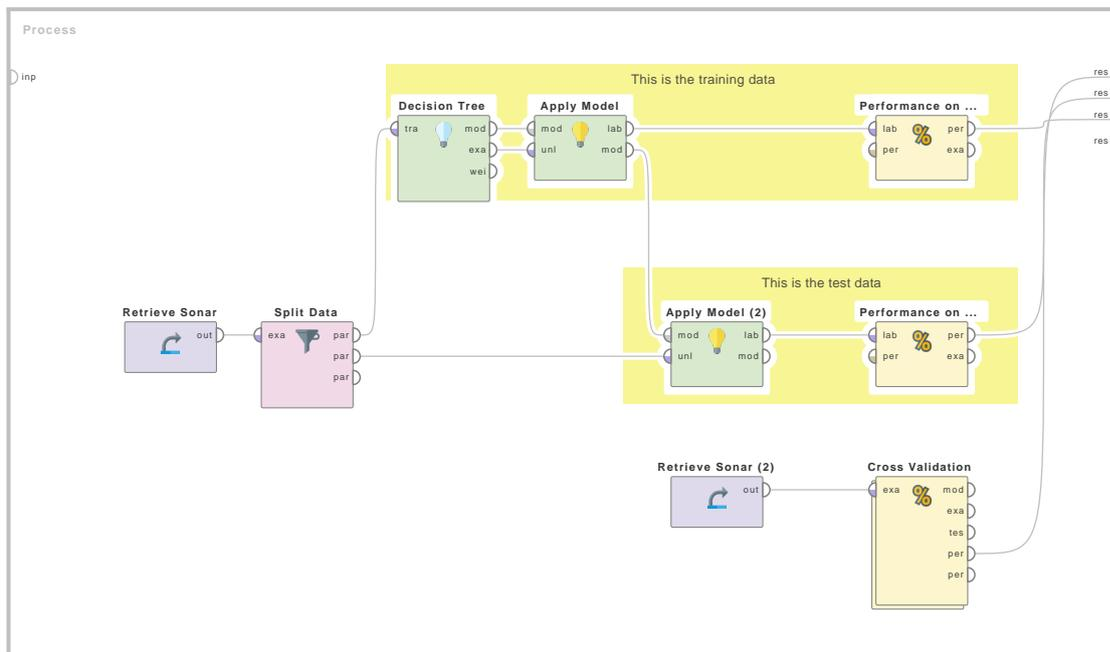 Process
inp
res
res
res
res
This is the training data
Decision Tree
tra
mod
exa
wei
Apply Model
mod
unl
lab
mod
Performance on ...
lab
per
per
exa
This is the test data
Retrieve Sonar
out
Split Data
exa
par
par
par
Apply Model (2)
mod
unl
lab
mod
Performance on ...
lab
per
per
exa
Retrieve Sonar (2)
out
Cross Validation
exa
mod
exa
tes
per
per